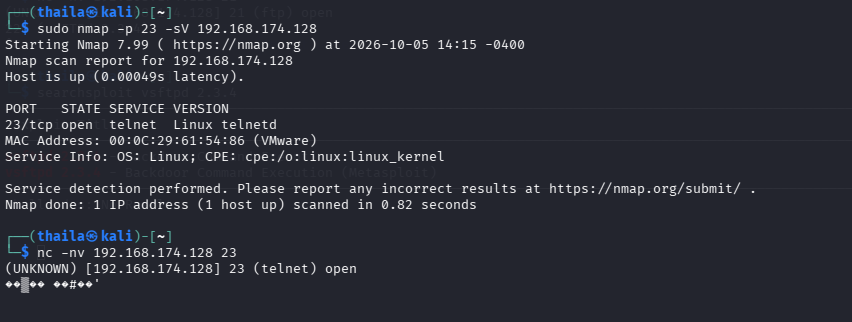 ┌──(thaila㉿kali)-[~]
└─$ sudo nmap -p 23 -sV 192.168.174.128
Starting Nmap 7.99 ( https://nmap.org ) at 2026-10-05 14:15 -0400
Nmap scan report for 192.168.174.128
Host is up (0.00049s latency).

PORT   STATE SERVICE VERSION
23/tcp open  telnet  Linux telnetd
MAC Address: 00:0C:29:61:54:86 (VMware)
Service Info: OS: Linux; CPE: cpe:/o:linux:linux_kernel

Service detection performed. Please report any incorrect results at https://nmap.org/submit/ .
Nmap done: 1 IP address (1 host up) scanned in 0.82 seconds

┌──(thaila㉿kali)-[~]
└─$ nc -nv 192.168.174.128 23
(UNKNOWN) [192.168.174.128] 23 (telnet) open
��▒�� ��#��'